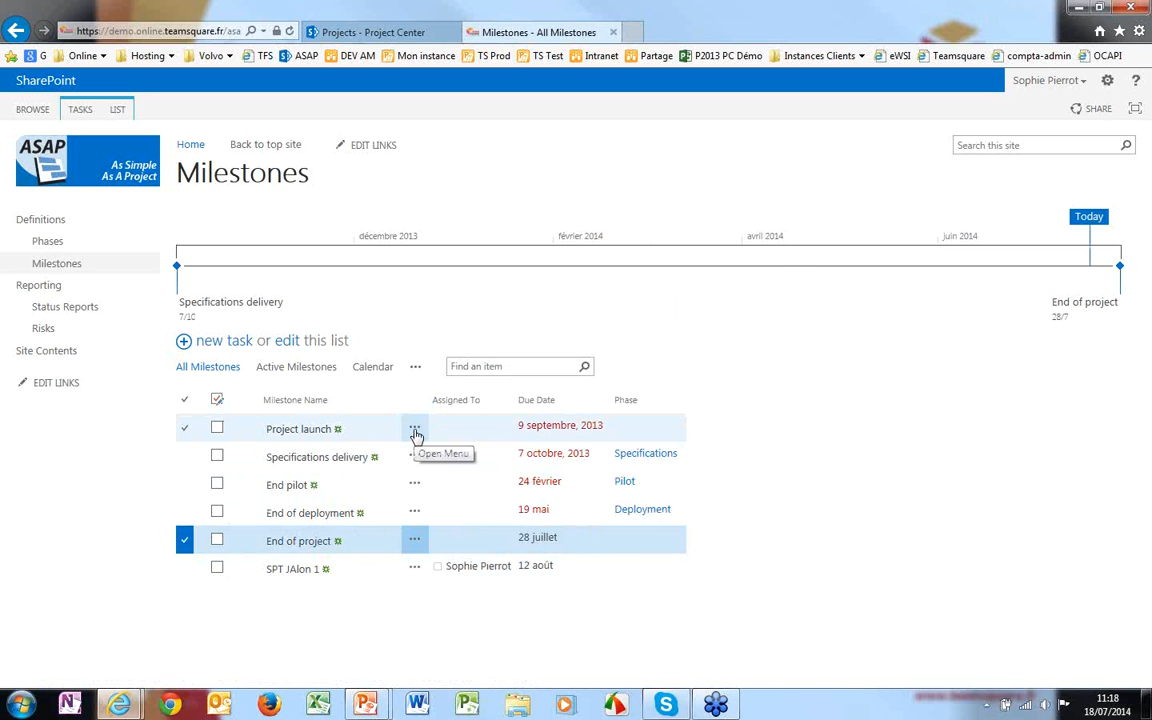 https://demo.online.teamsquare.fr/asa
Projects - Project Center
Milestones - All Milestones
G
Online
Hosting
Volvo
TFS
ASAP
DEV AM
Mon instance
TS Prod
TS Test
Intranet
Partage
P2013 PC Démo
Instances Clients
eWSI
Teamsquare
compta-admin
OCAPI
SharePoint
Sophie Pierrot
?
BROWSE
TASKS
LIST
SHARE
ASAP
As Simple
As A Project
Home
Back to top site
EDIT LINKS
Search this site
Milestones
Definitions
Phases
Milestones
Reporting
Status Reports
Risks
Site Contents
EDIT LINKS
Today
décembre 2013
février 2014
avril 2014
juin 2014
Specifications delivery
7/10
End of project
28/7
new task or edit this list
All Milestones
Active Milestones
Calendar
...
Find an item
Milestone Name
Assigned To
Due Date
Phase
Project launch ... 9 septembre, 2013
Open Menu
Specifications delivery ... 7 octobre, 2013 Specifications
End pilot ... 24 février Pilot
End of deployment ... 19 mai Deployment
End of project ... 28 juillet
SPT JAlon 1 ... Sophie Pierrot 12 août
11:18
18/07/2014